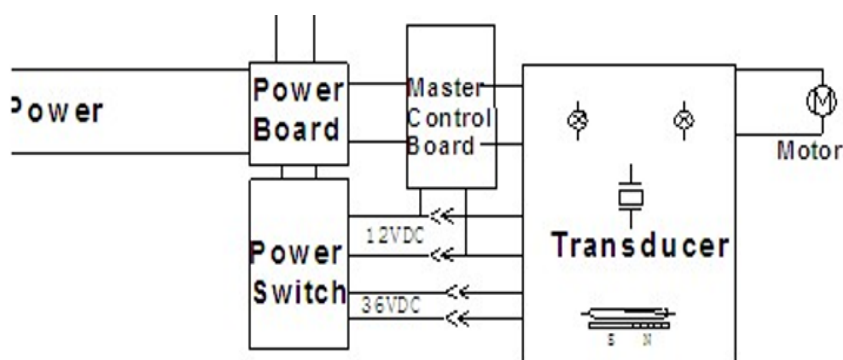 Power
Power
Board
Master
Control
Board
M
Motor
Power
Switch
12VDC
36VDC
Transducer
S N